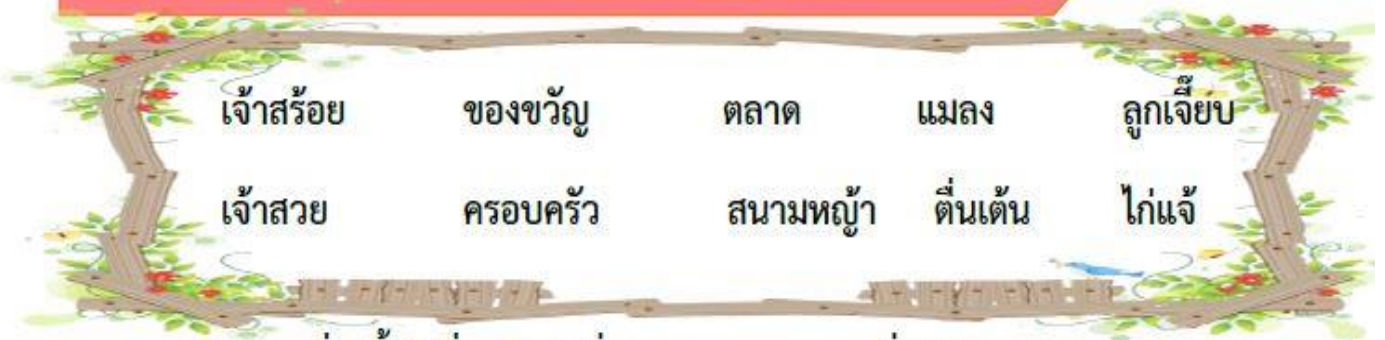 เจ้าสร้อย ของขวัญ ตลาด แมลง ลูกเจี๊ยบ
เจ้าสวย ครอบครัว สนามหญ้า ตื่นเต้น ไก่แจ้